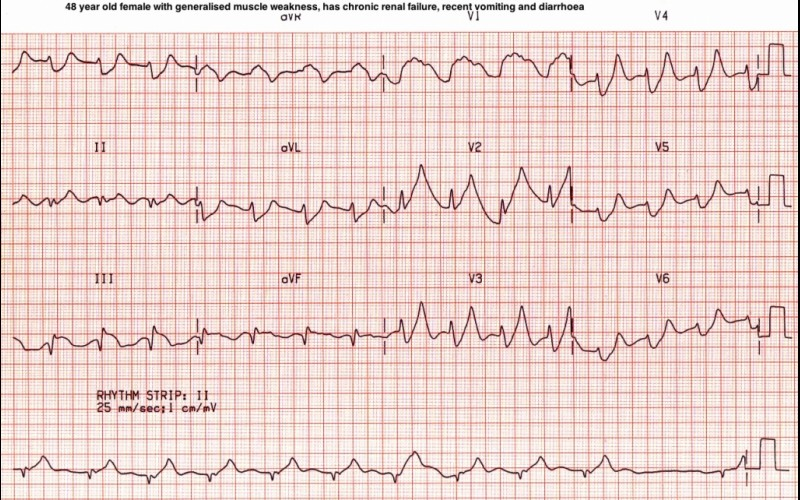 48 year old female with generalised muscle weakness, has chronic renal failure, recent vomiting and diarrhoea
aVR V1 V4
II aVL V2 V5
III aVF V3 V6
RHYTHM STRIP: II
25 mm/sec;1 cm/mV